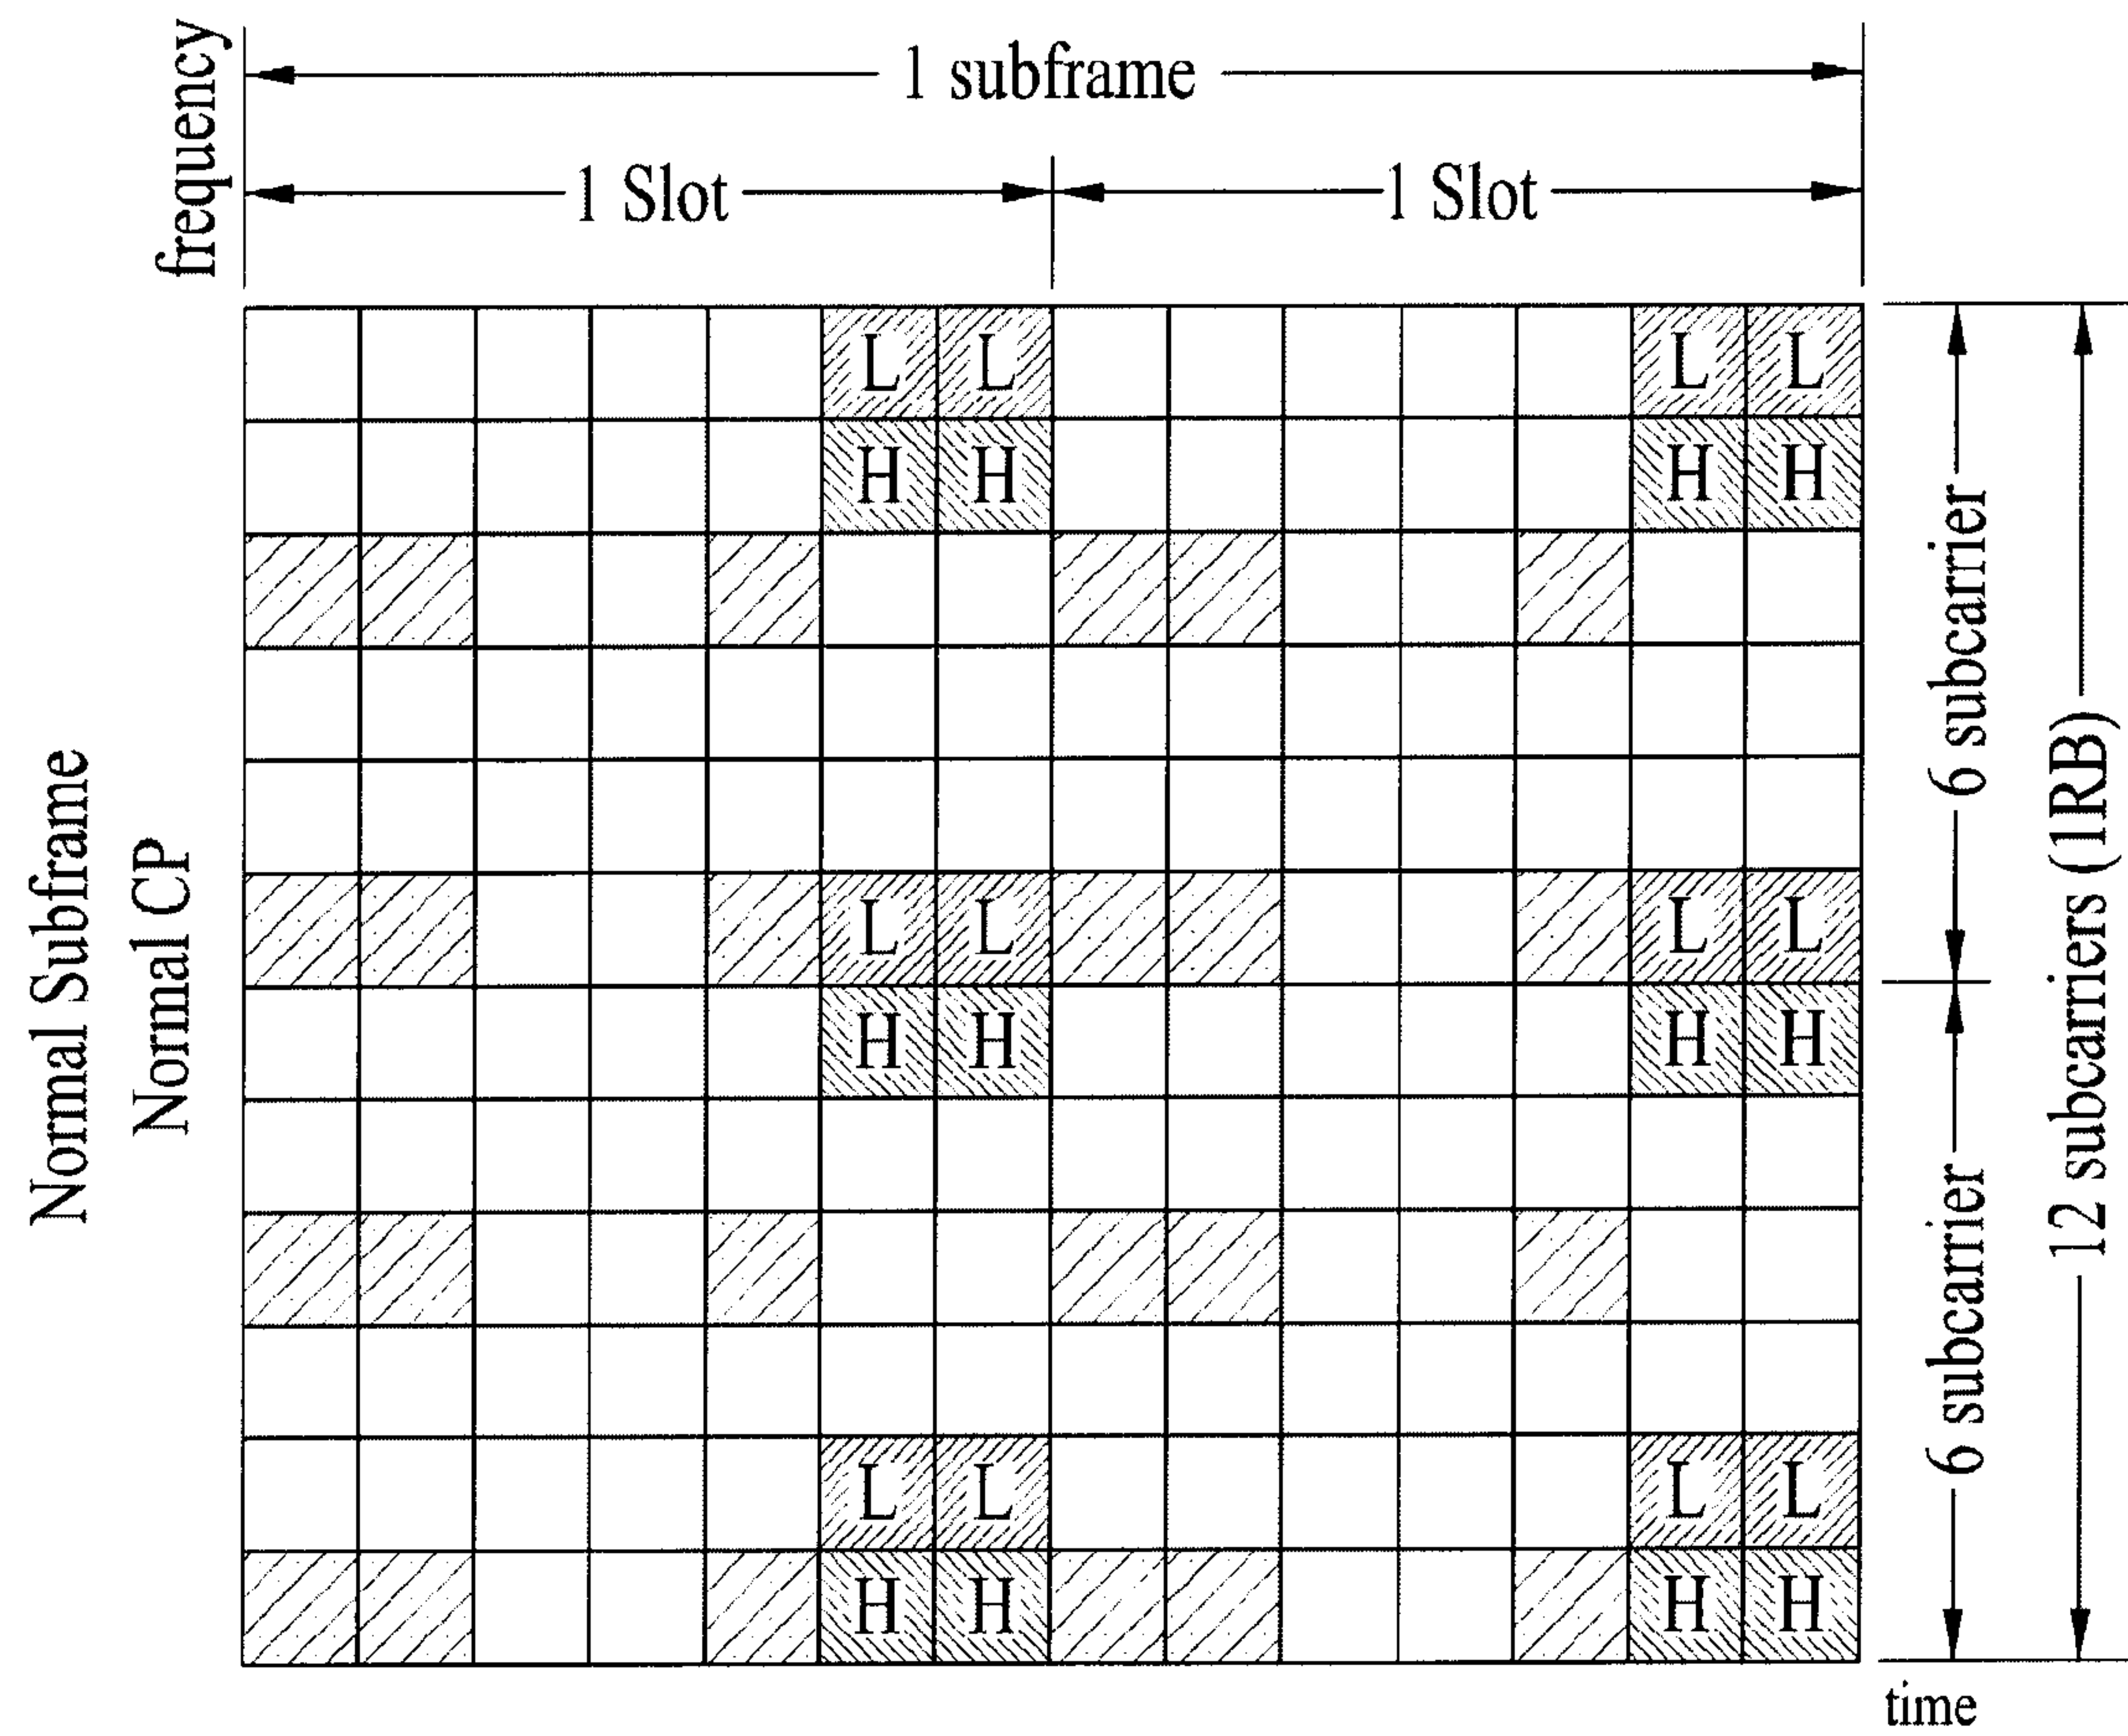 frequency
1 subframe
1 Slot 1 Slot
L L L L
H H H H
L L L L
H H H H
L L L L
H H H H
6 subcarrier
6 subcarrier
12 subcarriers (1RB)
Normal Subframe
Normal CP
time